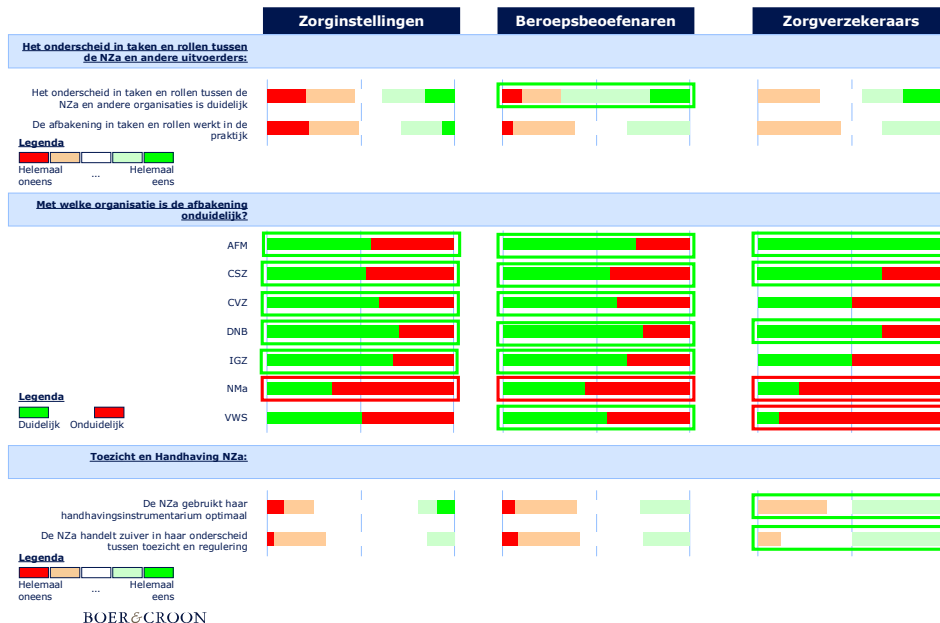 Zorginstellingen
Beroepsbeoefenaren
Zorgverzekeraars
Het onderscheid in taken en rollen tussen
de NZa en andere uitvoerders:
Het onderscheid in taken en rollen tussen de
NZa en andere organisaties is duidelijk
De afbakening in taken en rollen werkt in de
praktijk
Legenda
Helemaal
oneens
...
Helemaal
eens
Met welke organisatie is de afbakening
onduidelijk?
AFM
CSZ
CVZ
DNB
IGZ
NMa
VWS
Legenda
Duidelijk
Onduidelijk
Toezicht en Handhaving NZa:
De NZa gebruikt haar
handhavingsinstrumentarium optimaal
De NZa handelt zuiver in haar onderscheid
tussen toezicht en regulering
Legenda
Helemaal
oneens
...
Helemaal
eens
BOER&CROON